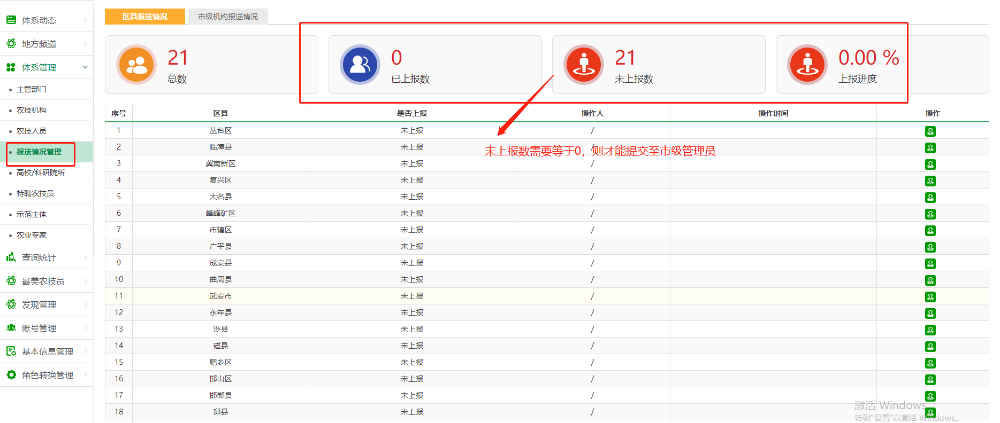 体系动态
地方频道
体系管理
主管部门
农技机构
农技人员
报送情况管理
高校/科研院所
特聘农技员
示范主体
农业专家
查询统计
最美农技员
发现管理
账号管理
基本信息管理
角色转换管理
区县报送情况 市级机构报送情况
21 0 21 0.00 %
总数 已上报数 未上报数 上报进度
序号 区县 是否上报 操作人 操作时间 操作
1 丛台区 未上报 /
2 临漳县 未上报 /
未上报数需要等于0，则才能提交至市级管理员
3 冀南新区 未上报 /
4 复兴区 未上报 /
5 大名县 未上报 /
6 峰峰矿区 未上报 /
7 市辖区 未上报 /
8 广平县 未上报 /
9 成安县 未上报 /
10 曲周县 未上报 /
11 武安市 未上报 /
12 永年县 未上报 /
13 涉县 未上报 /
14 磁县 未上报 /
15 肥乡区 未上报 /
16 邯山区 未上报 /
17 邯郸县 未上报 /
18 邱县 未上报 /
激活 Windows
转到"设置"以激活 Windows。